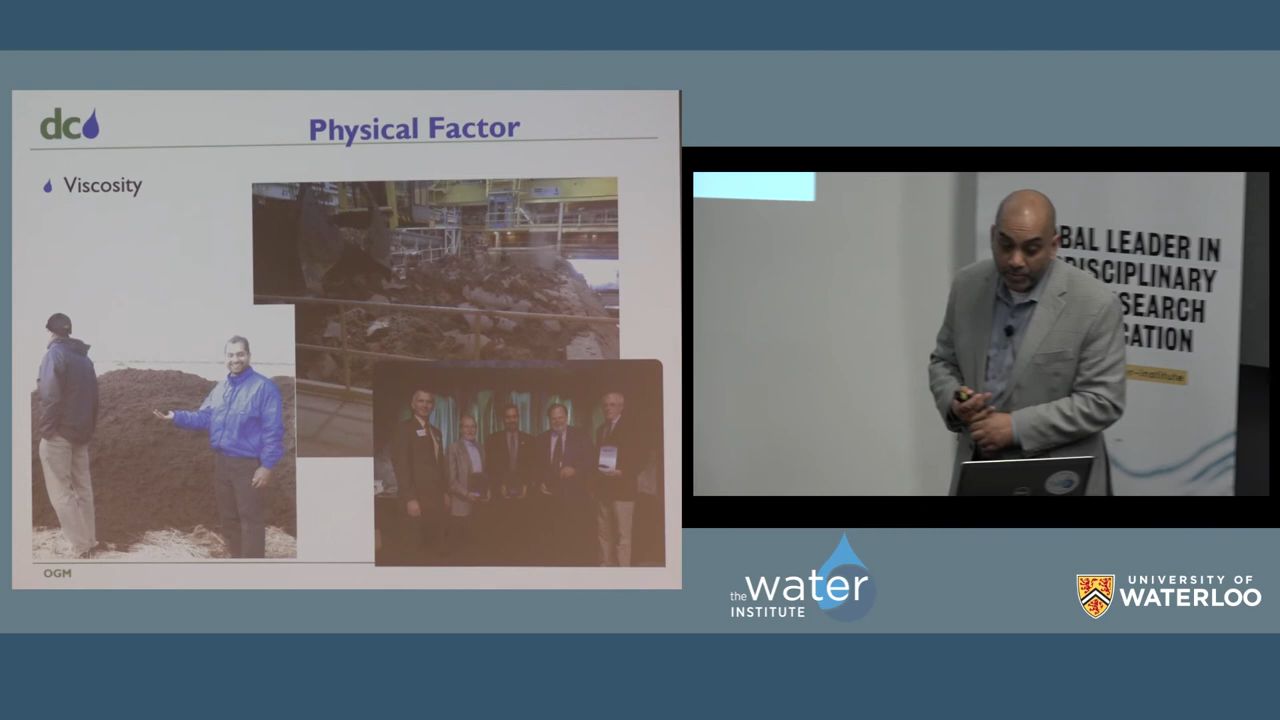 dc
Physical Factor
Viscosity
OGM
BAL LEADER IN
DISCIPLINARY
SEARCH
CATION
the water
INSTITUTE
UNIVERSITY OF
WATERLOO